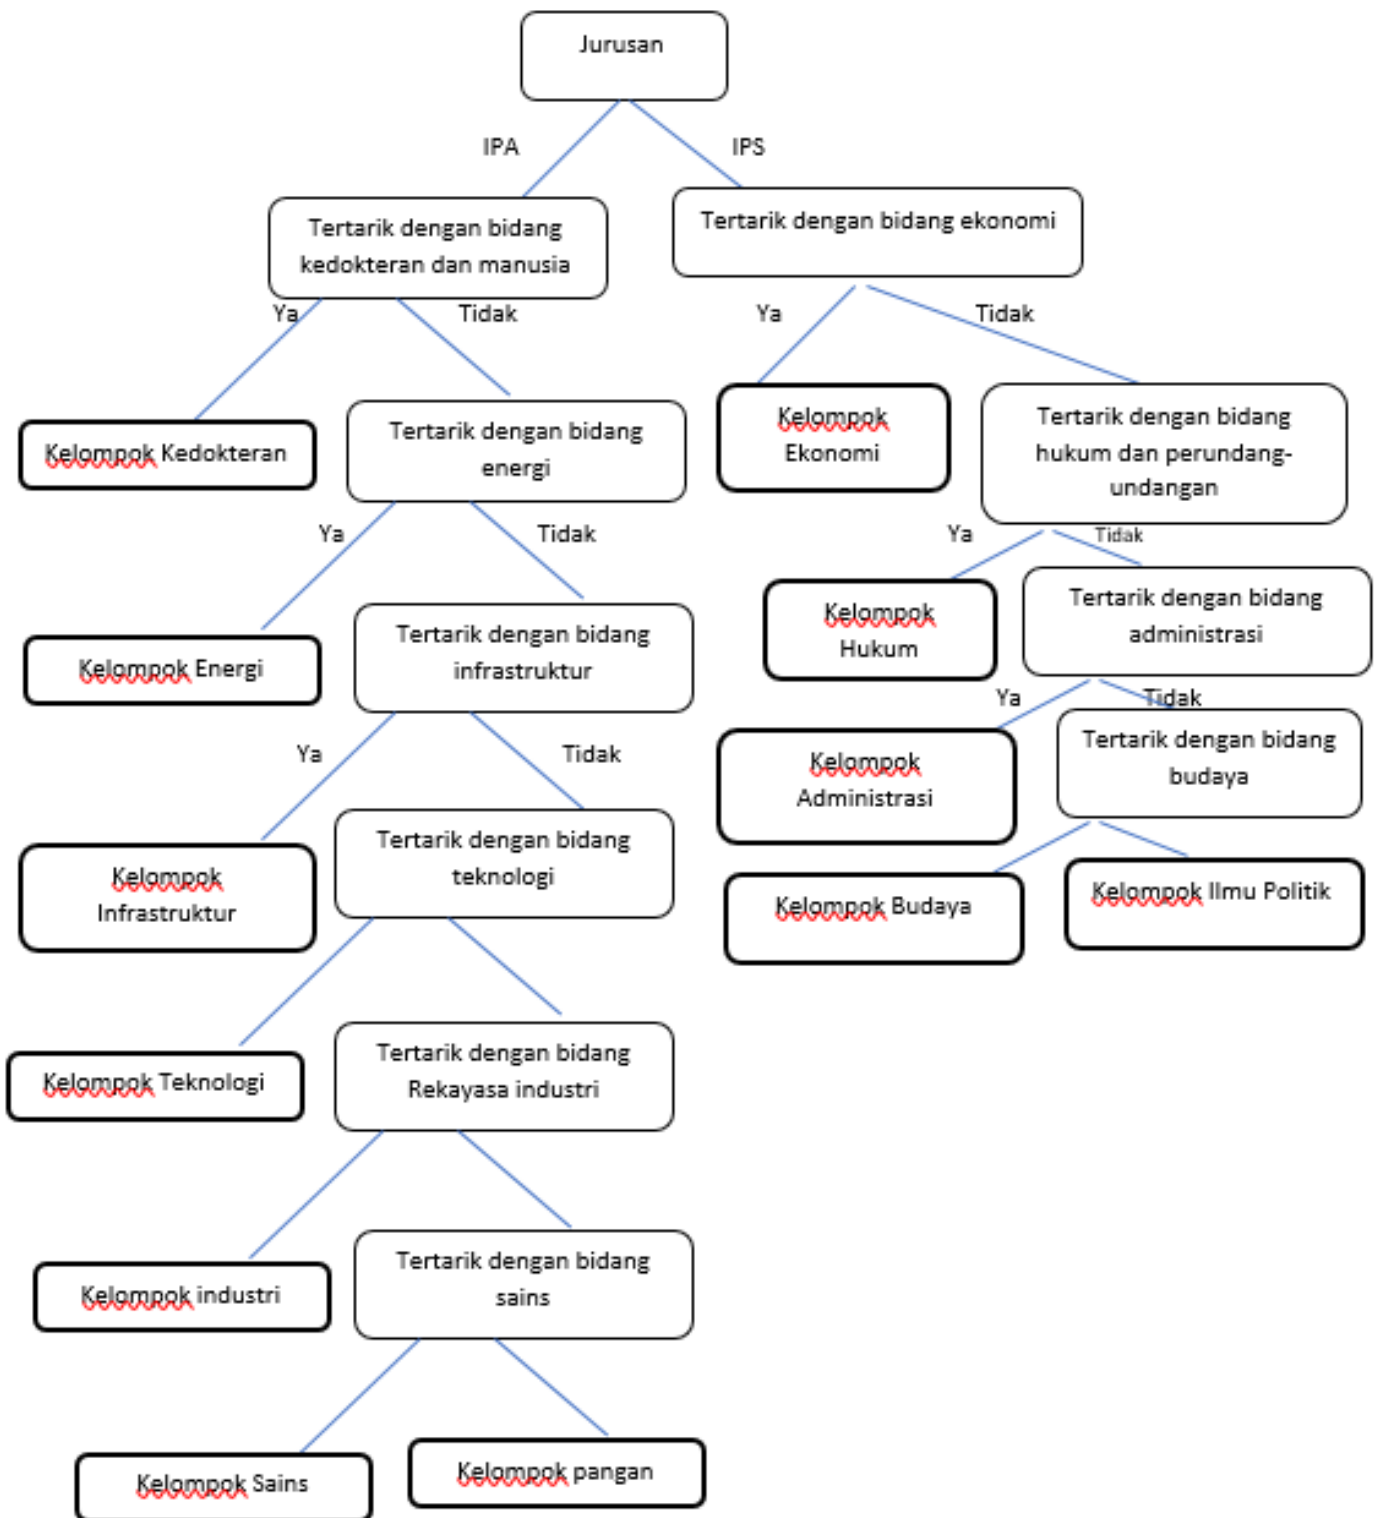 Jurusan
IPA
IPS
Tertarik dengan bidang
kedokteran dan manusia
Tertarik dengan bidang ekonomi
Ya
Tidak
Ya
Tidak
Kelompok Kedokteran
Tertarik dengan bidang
energi
Kelompok
Ekonomi
Tertarik dengan bidang
hukum dan perundang-
undangan
Ya
Tidak
Ya
Tidak
Kelompok Energi
Tertarik dengan bidang
infrastruktur
Kelompok
Hukum
Tertarik dengan bidang
administrasi
Ya
Tidak
Ya
Tidak
Kelompok
Infrastruktur
Tertarik dengan bidang
teknologi
Kelompok
Administrasi
Tertarik dengan bidang
budaya
Kelompok Budaya
Kelompok Ilmu Politik
Kelompok Teknologi
Tertarik dengan bidang
Rekayasa industri
Kelompok industri
Tertarik dengan bidang
sains
Kelompok Sains
Kelompok pangan